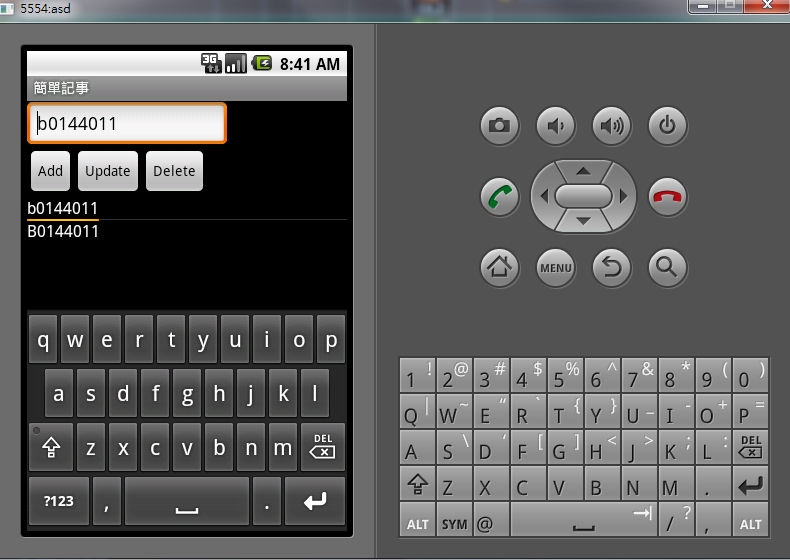 5554:asd
3G 8:41 AM
簡單記事
b0144011
Add Update Delete
b0144011
B0144011
q w e r t y u i o p
a s d f g h j k l
z x c v b n m DEL
?123 , .
MENU
1 ! 2 @ 3 # 4 $ 5 % 6 ^ 7 & 8 * 9 ( 0 )
Q | W ~ E “ R ` T { Y } U _ I - O + P =
A S \ D ‘ F [ G ] H < J > K ; L : DEL
Z X C V B N M .
ALT SYM @ / ? , ALT